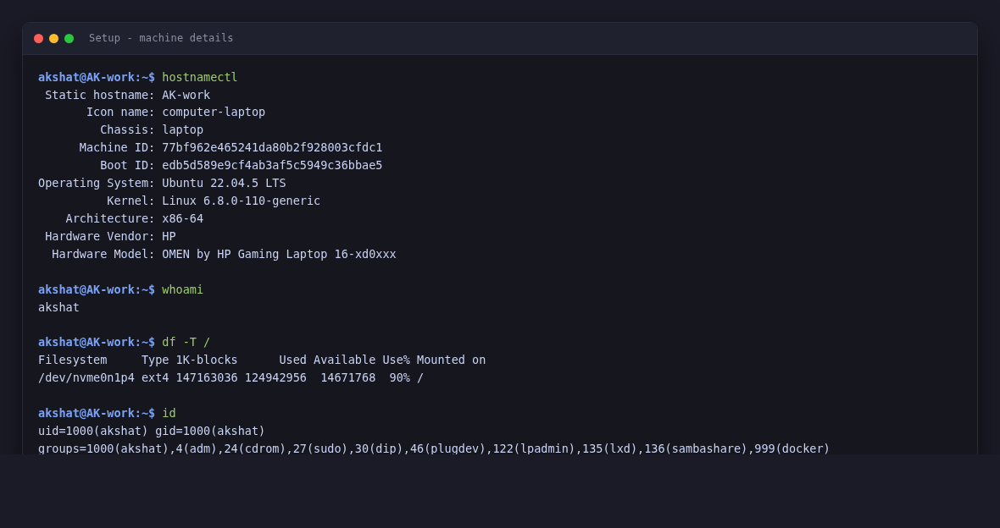 Setup - machine details
akshat@AK-work:~$ hostnamectl
Static hostname: AK-work
Icon name: computer-laptop
Chassis: laptop
Machine ID: 77bf962e465241da80b2f928003cfdc1
Boot ID: edb5d589e9cf4ab3af5c5949c36bbae5
Operating System: Ubuntu 22.04.5 LTS
Kernel: Linux 6.8.0-110-generic
Architecture: x86-64
Hardware Vendor: HP
Hardware Model: OMEN by HP Gaming Laptop 16-xd0xxx
akshat@AK-work:~$ whoami
akshat
akshat@AK-work:~$ df -T /
Filesystem     Type 1K-blocks      Used Available Use% Mounted on
/dev/nvme0n1p4 ext4 147163036 124942956  14671768  90% /
akshat@AK-work:~$ id
uid=1000(akshat) gid=1000(akshat)
groups=1000(akshat),4(adm),24(cdrom),27(sudo),30(dip),46(plugdev),122(lpadmin),135(lxd),136(sambashare),999(docker)